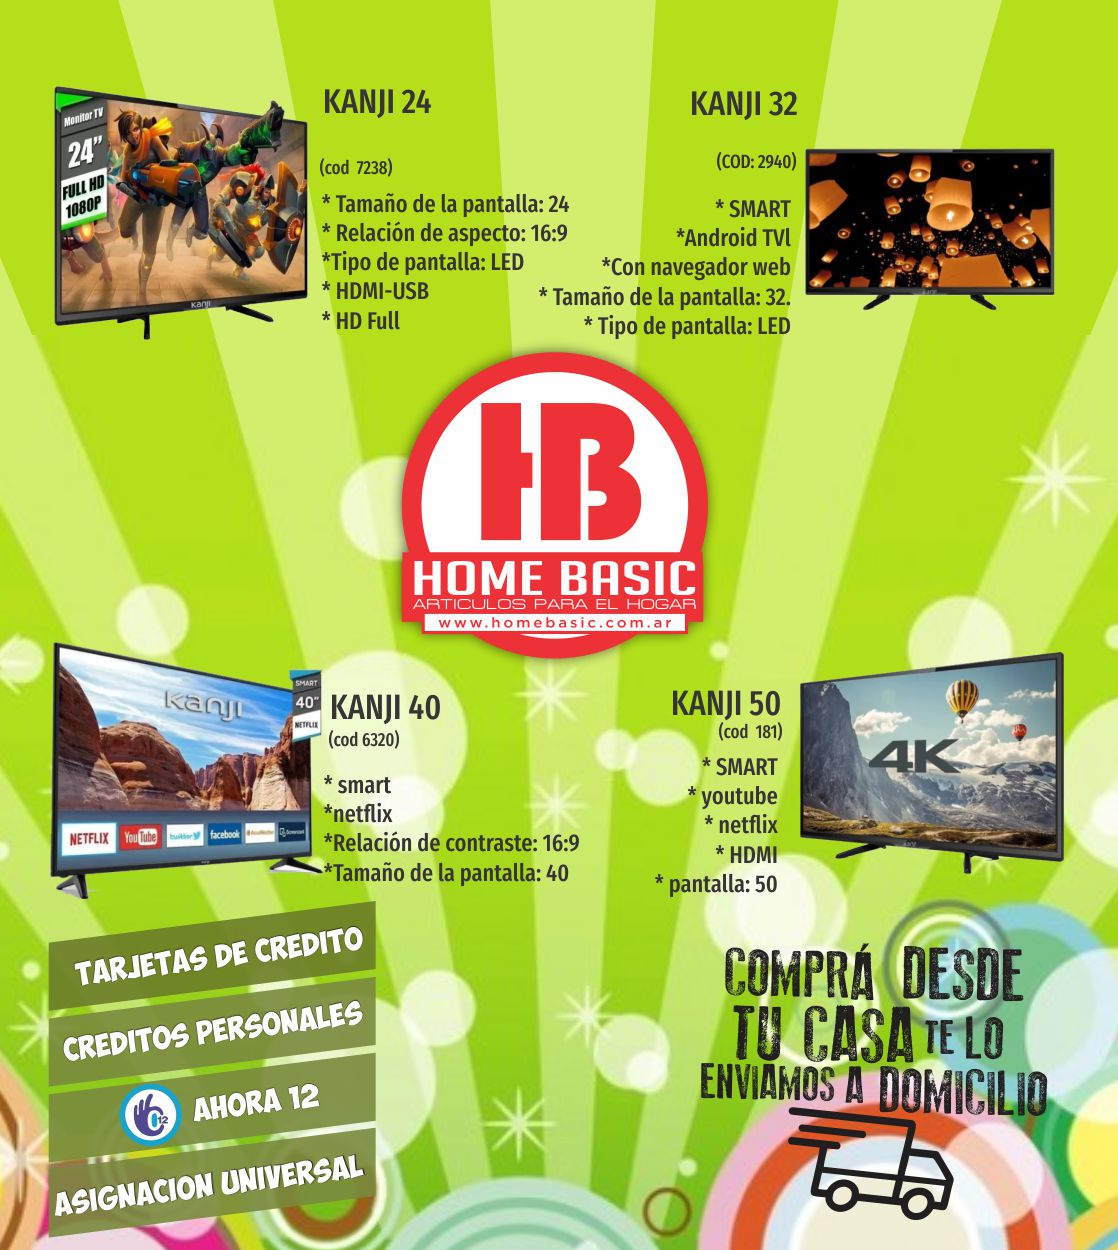 KANJI 24
(cod 7238)
* Tamaño de la pantalla: 24
* Relación de aspecto: 16:9
*Tipo de pantalla: LED
* HDMI-USB
* HD Full
Monitor TV
24”
FULL HD
1080P
KANJI
KANJI 32
(COD: 2940)
* SMART
*Android TVl
*Con navegador web
* Tamaño de la pantalla: 32.
* Tipo de pantalla: LED
HB
HOME BASIC
ARTICULOS PARA EL HOGAR
www.homebasic.com.ar
KANJI 40
(cod 6320)
* smart
*netflix
*Relación de contraste: 16:9
*Tamaño de la pantalla: 40
SMART
40”
NETFLIX
KANJI
NETFLIX YouTube twitter facebook AccuWeather
KANJI 50
(cod 181)
* SMART
* youtube
* netflix
* HDMI
* pantalla: 50
4K
TARJETAS DE CREDITO
CREDITOS PERSONALES
12 AHORA 12
ASIGNACION UNIVERSAL
COMPRÁ DESDE
TU CASA TE LO
ENVIAMOS A DOMICILIO